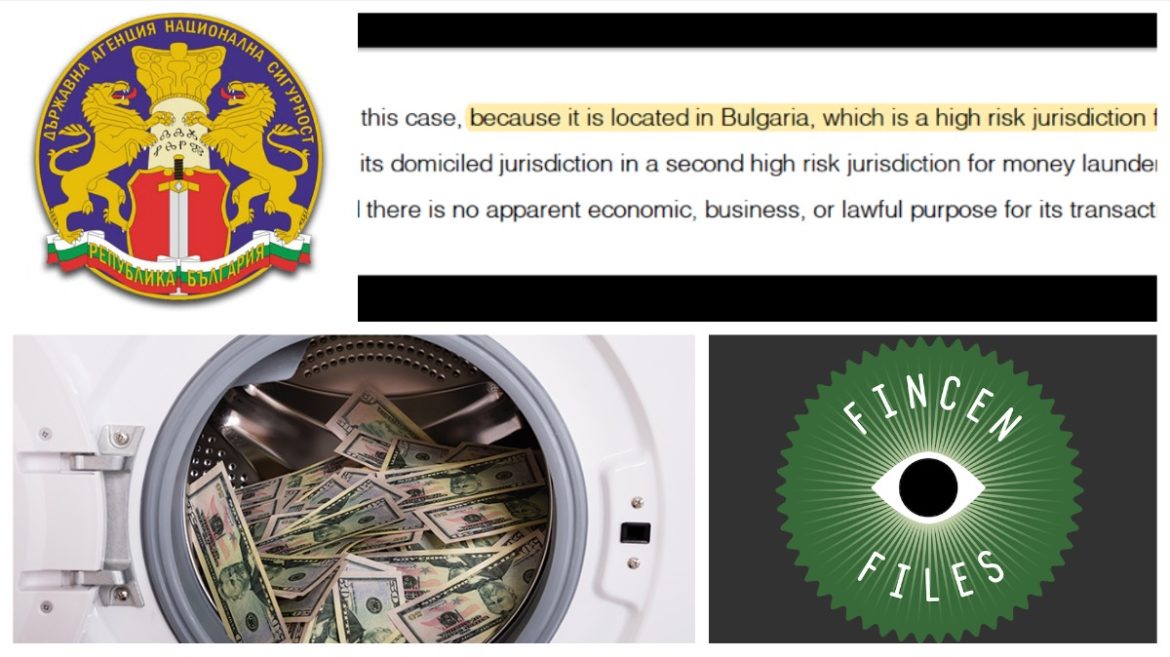 ДЪРЖАВНА АГЕНЦИЯ НАЦИОНАЛНА СИГУРНОСТ
РЕПУБЛИКА БЪЛГАРИЯ
this case, because it is located in Bulgaria, which is a high risk jurisdiction f
its domiciled jurisdiction in a second high risk jurisdiction for money launder
there is no apparent economic, business, or lawful purpose for its transact
50
FINCEN
FILES